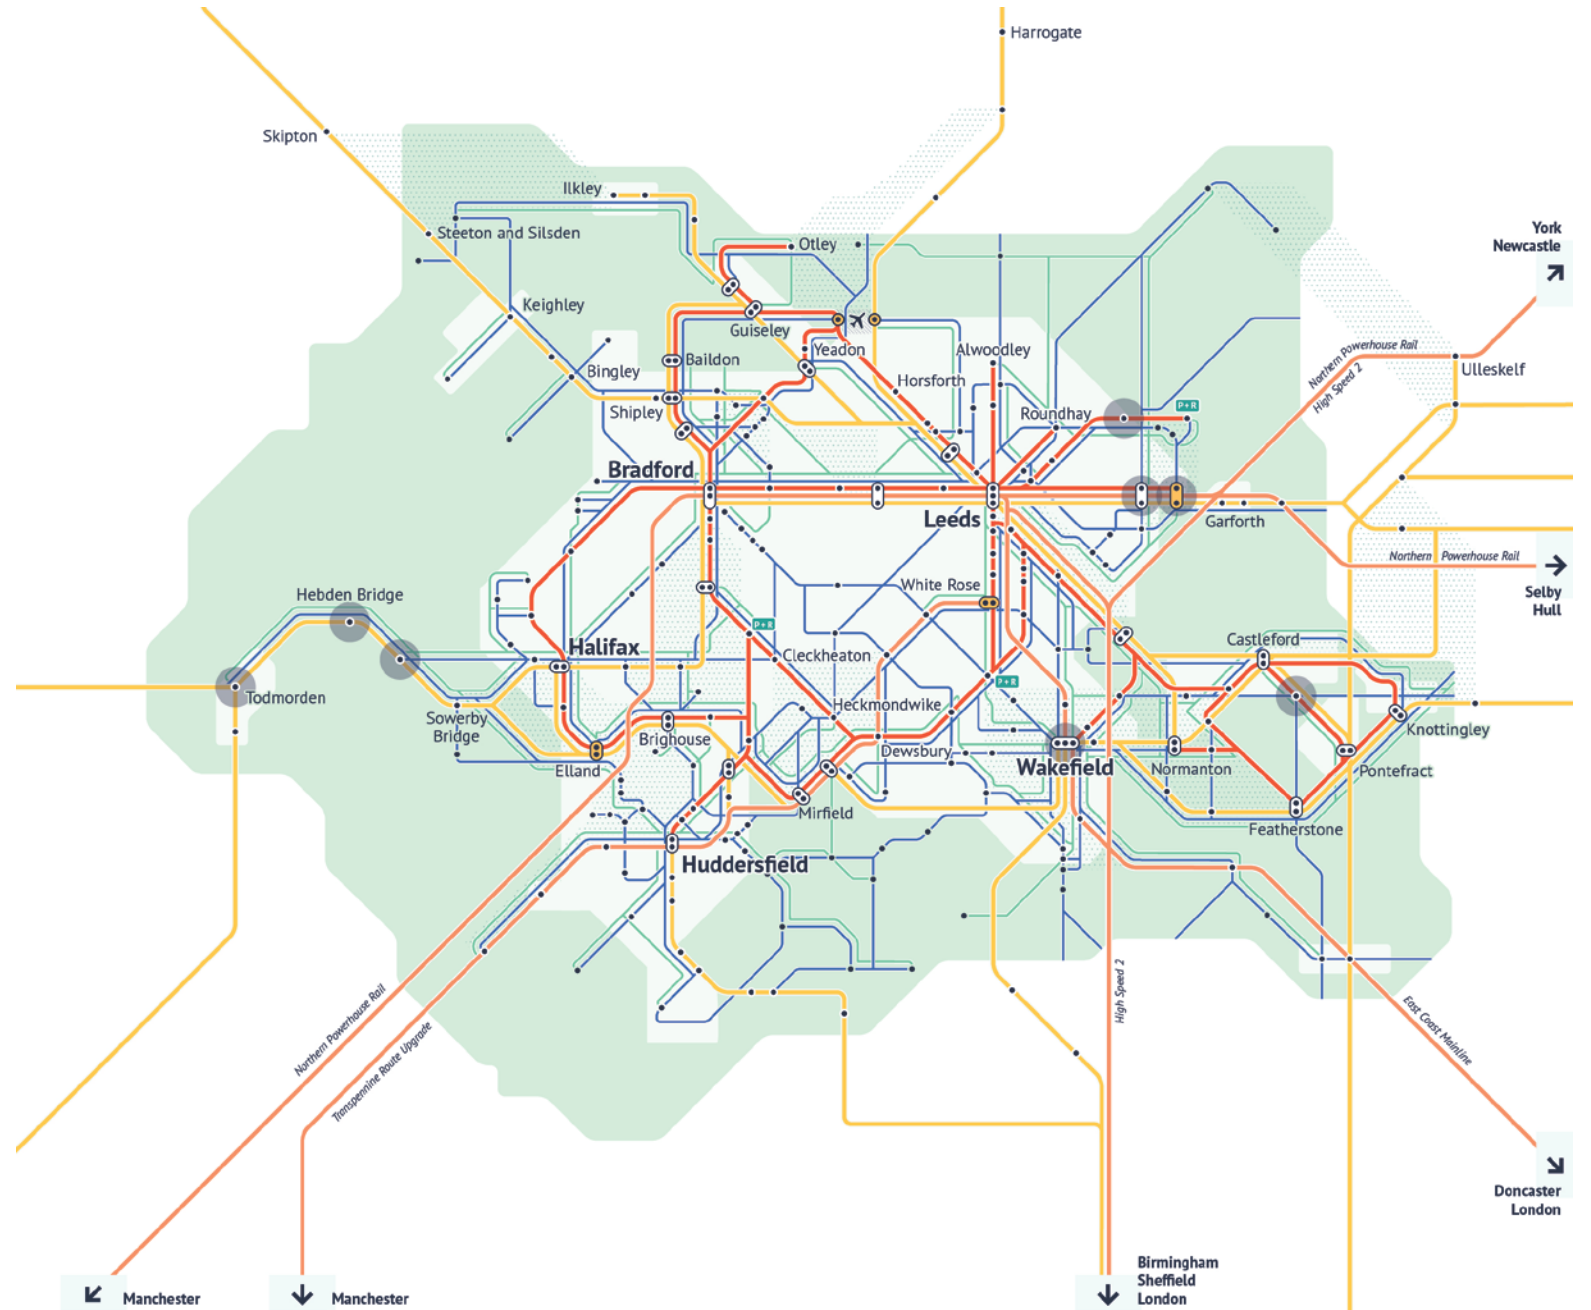 Harrogate
Skipton
Ilkley
Steeton and Silsden
Otley
York
Newcastle
Keighley
Guiseley
Yeadon
Alwoodley
Baildon
Bingley
Horsforth
Northern Powerhouse Rail
High Speed 2
Ulleskelf
Shipley
Roundhay
P+R
Bradford
Leeds
Garforth
Northern Powerhouse Rail
Selby
Hull
White Rose
Hebden Bridge
P+R
Halifax
Cleckheaton
Castleford
Todmorden
P+R
Sowerby
Bridge
Heckmondwike
Knottingley
Brighouse
Dewsbury
Elland
Wakefield
Normanton
Pontefract
Mirfield
Featherstone
Huddersfield
Northern Powerhouse Rail
Transpennine Route Upgrade
High Speed 2
East Coast Mainline
Doncaster
London
Manchester
Manchester
Birmingham
Sheffield
London